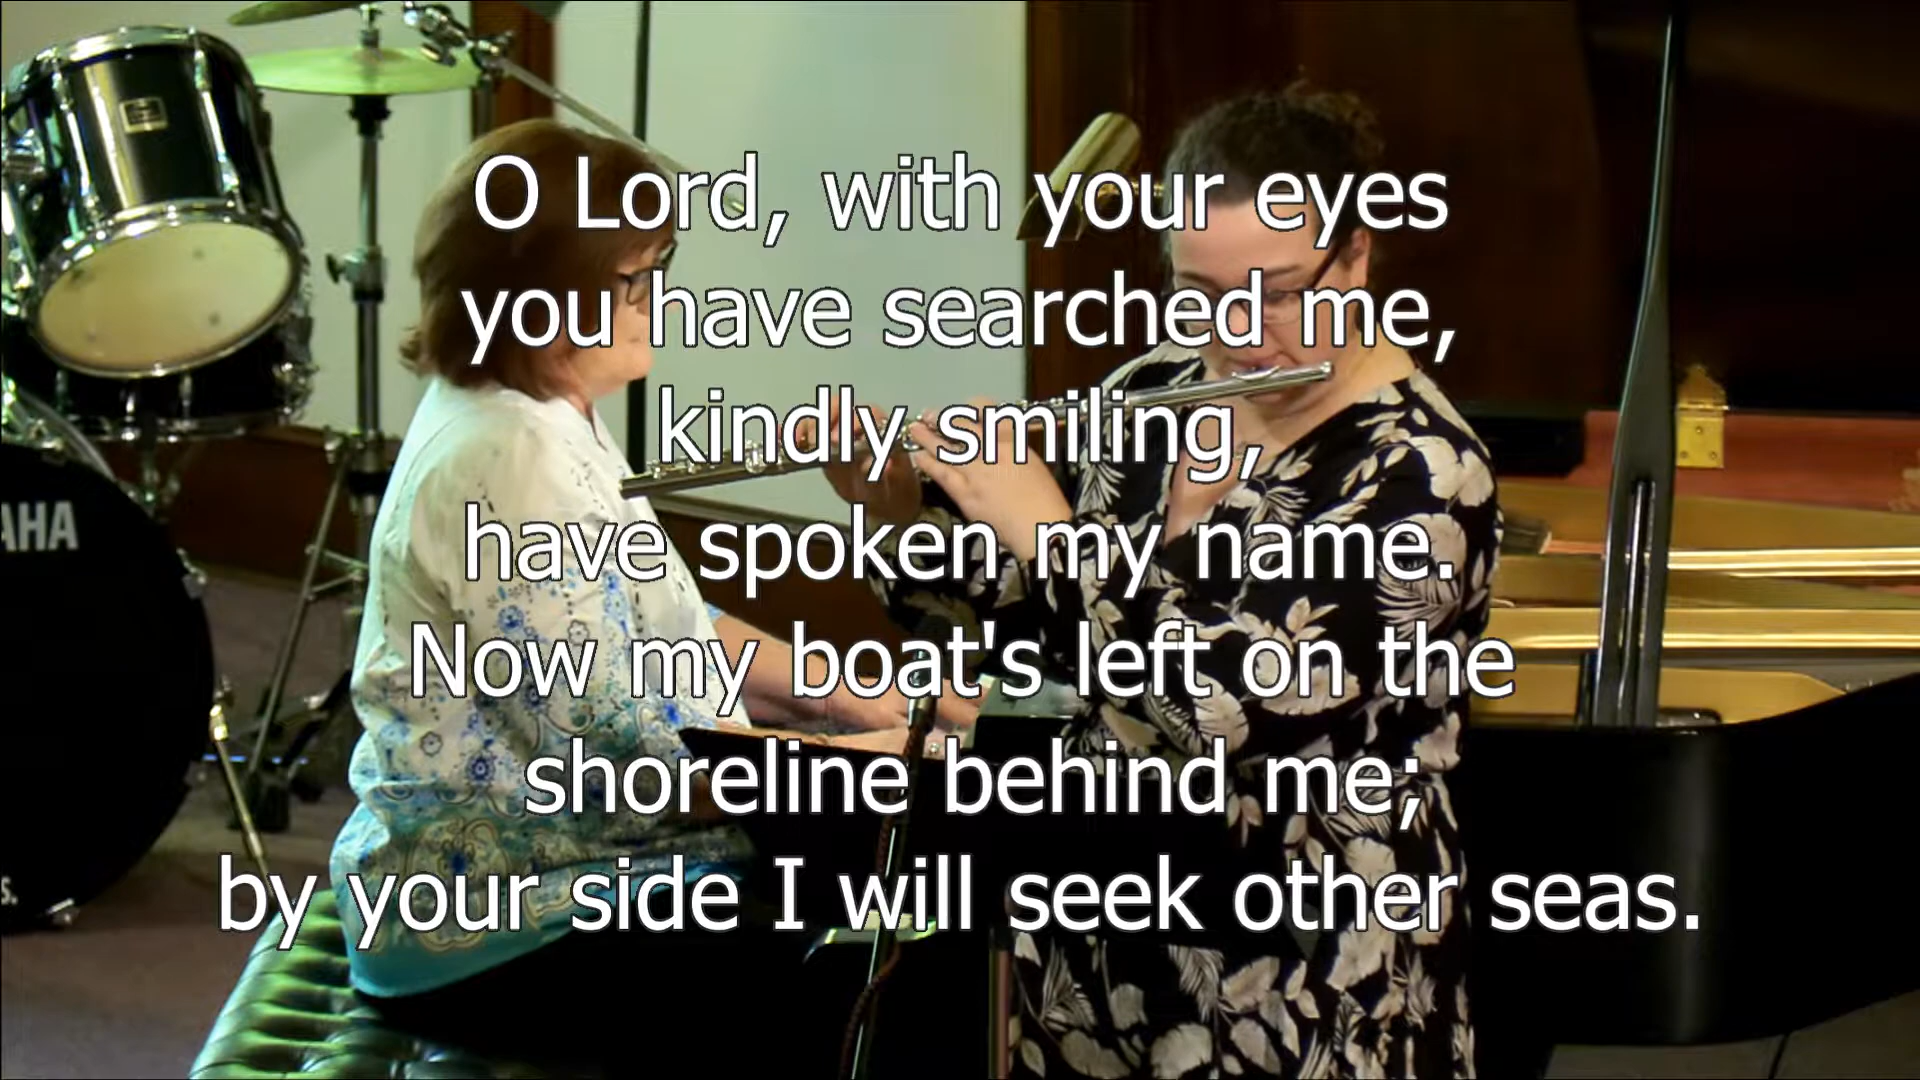 O Lord, with your eyes
you have searched me,
kindly smiling,
have spoken my name.
Now my boat's left on the
shoreline behind me;
by your side I will seek other seas.
AHA
s.